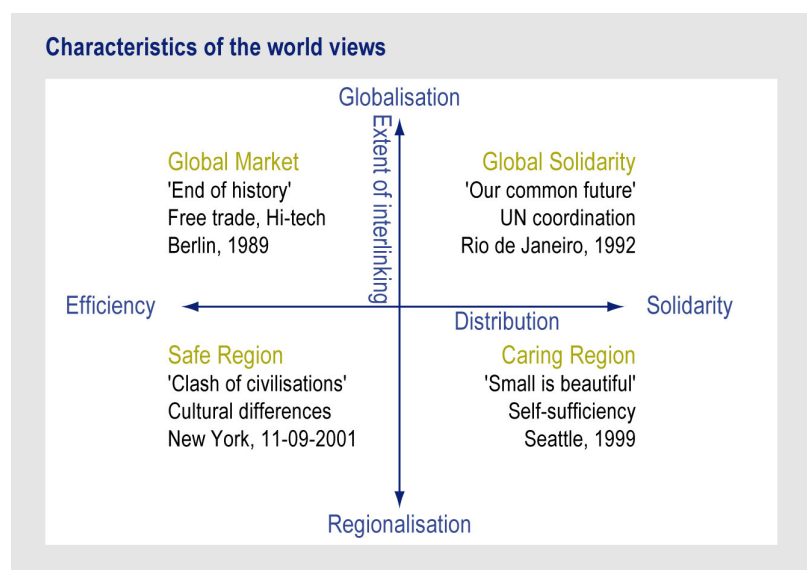 Characteristics of the world views
Globalisation
Extent of interlinking
Global Market
'End of history'
Free trade, Hi-tech
Berlin, 1989
Global Solidarity
'Our common future'
UN coordination
Rio de Janeiro, 1992
Efficiency
Distribution
Solidarity
Safe Region
'Clash of civilisations'
Cultural differences
New York, 11-09-2001
Caring Region
'Small is beautiful'
Self-sufficiency
Seattle, 1999
Regionalisation